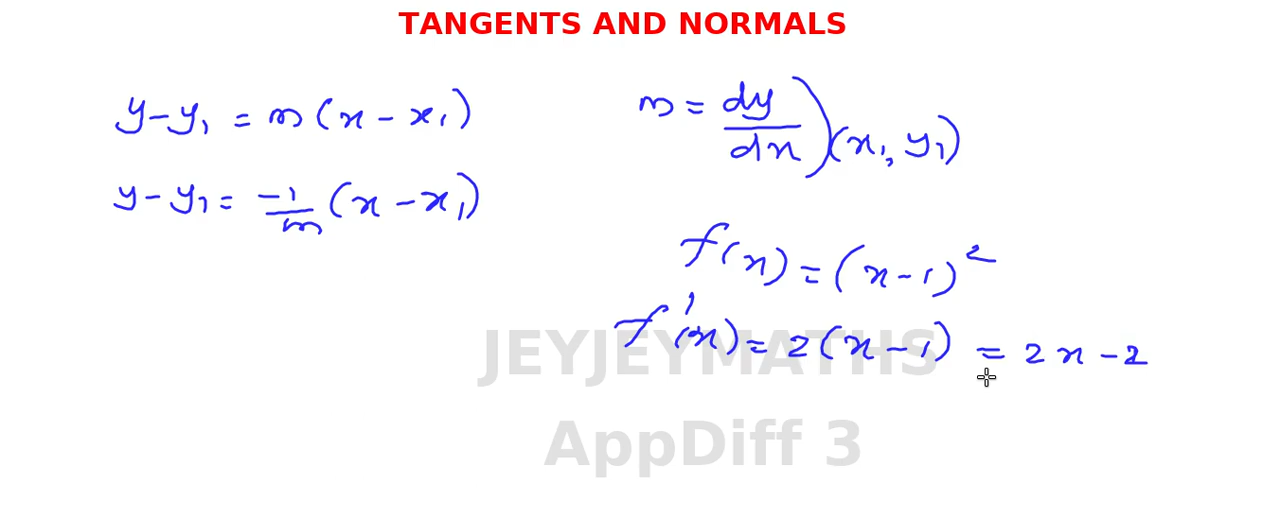 TANGENTS AND NORMALS
y-y₁ = m(x-x₁)
m = dy/dx)(x₁, y₁)
y-y₁ = -1/m (x-x₁)
f(x) = (x-1)²
f'(x) = 2(x-1) = 2x-2
JEYJEYMATHS
AppDiff 3